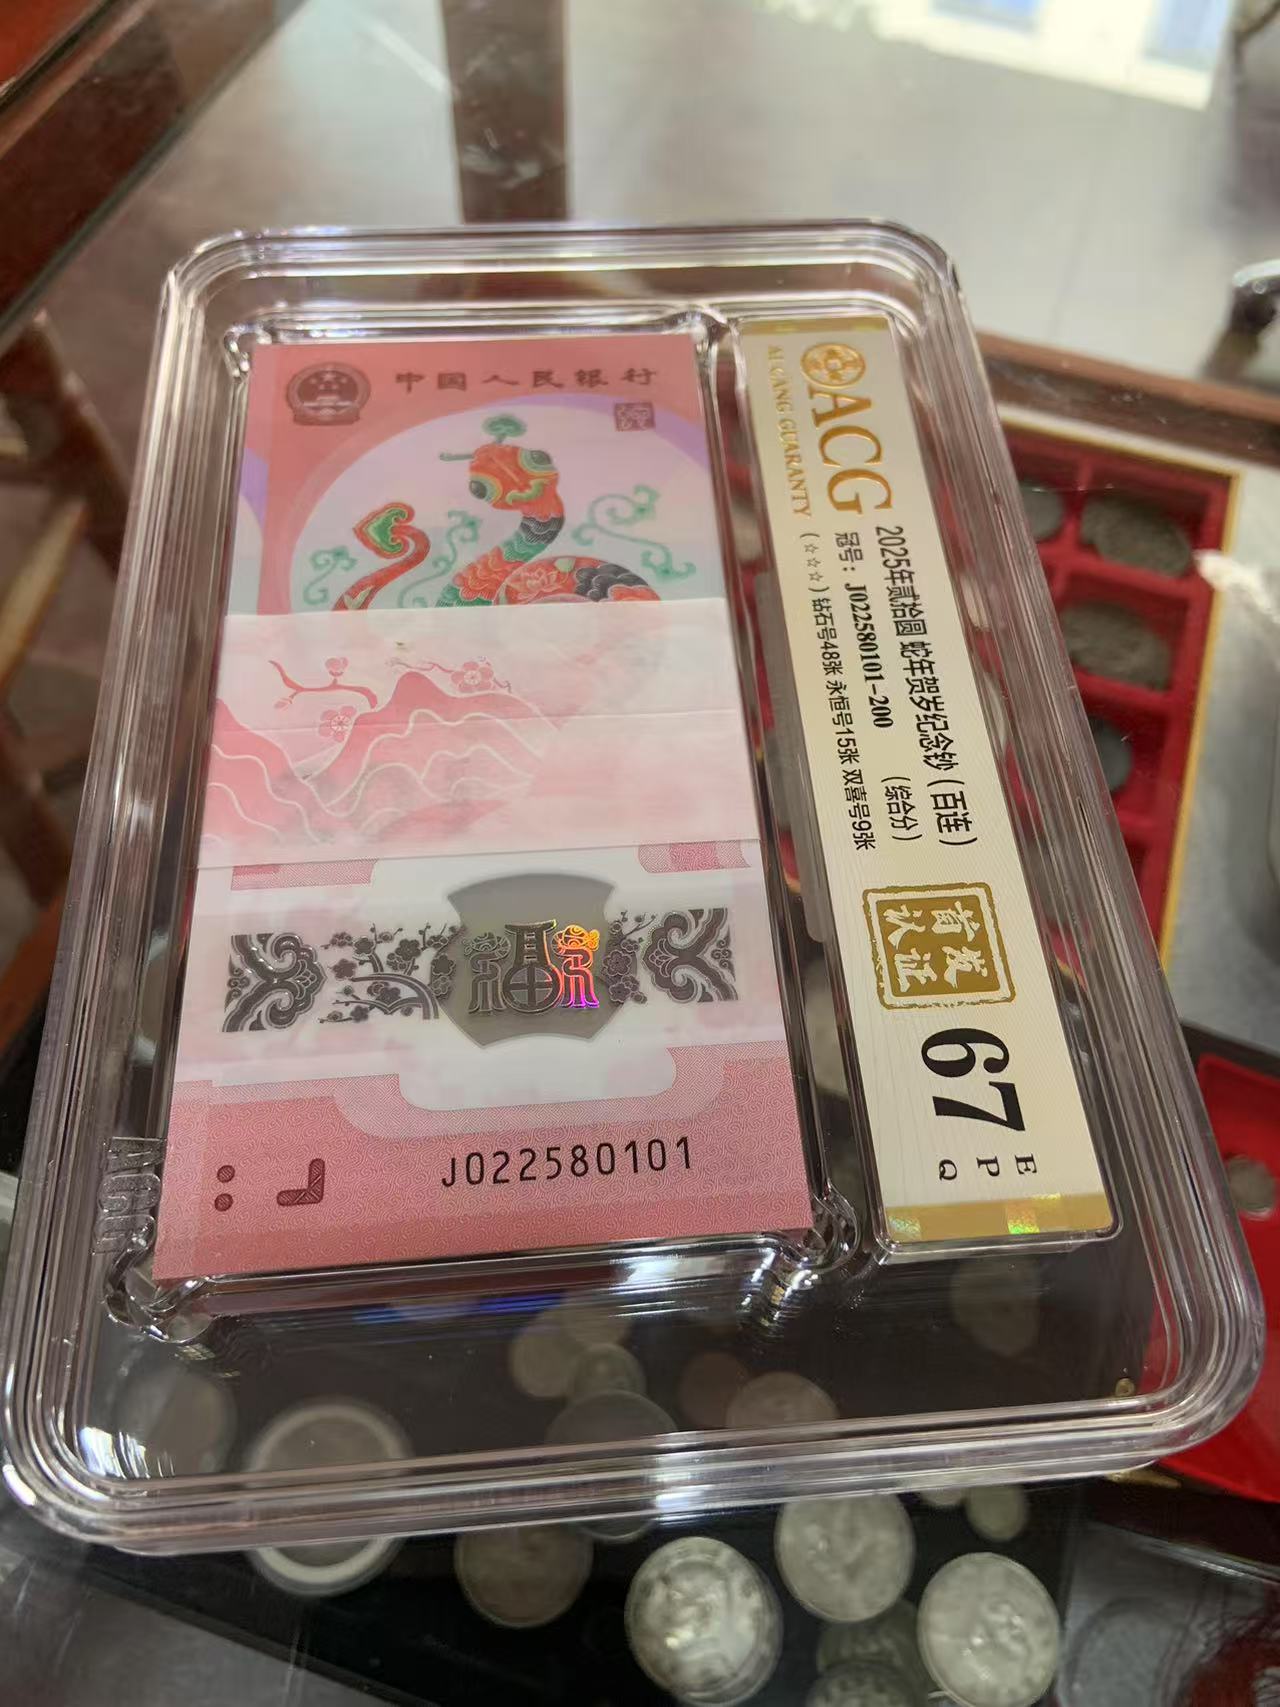 中国人民银行
J022580101
ACG
AI CANG GUARANTY
2025年贰拾圆 蛇年贺岁纪念钞（百连）
冠号：J022580101-200 （综合分）
（☆☆☆）钻石号48张 永恒号15张 双喜号9张
首发
认证
67
E
P
Q
ACG